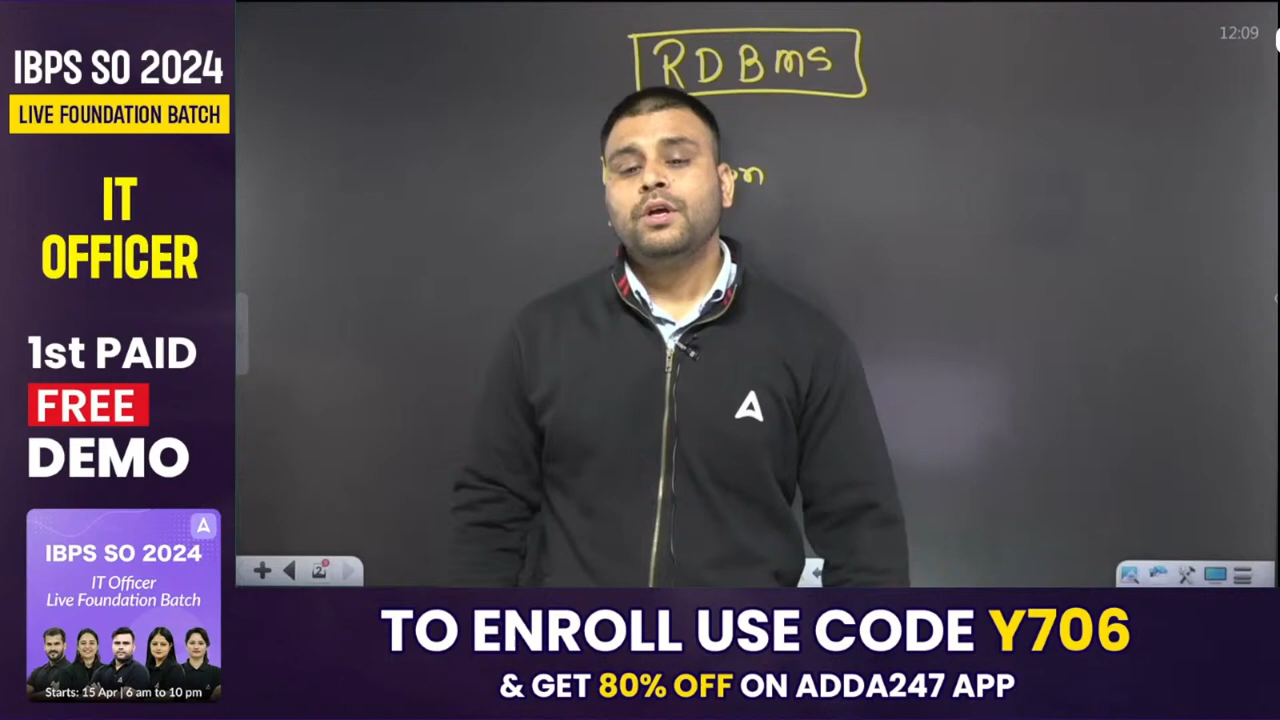 IBPS SO 2024
LIVE FOUNDATION BATCH
IT
OFFICER
1st PAID
FREE
DEMO
IBPS SO 2024
IT Officer
Live Foundation Batch
Starts: 15 Apr | 6 am to 10 pm
RDBMS
12:09
2
TO ENROLL USE CODE Y706
& GET 80% OFF ON ADDA247 APP